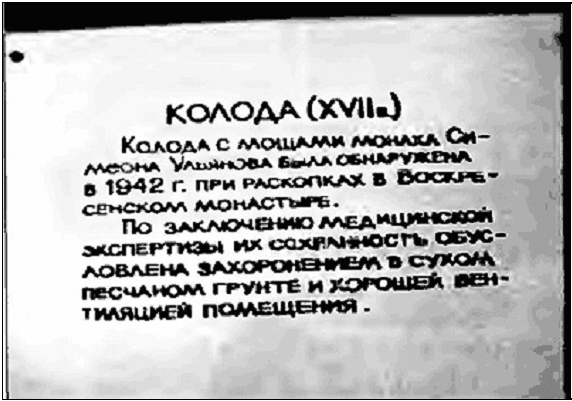 КОЛОДА (XVIIв.)
Колода с мощами монаха Си-
меона Ульянова была обнаружена
в 1942 г. при раскопках в Воскре-
сенском монастыре.
По заключению медицинской
экспертизы их сохранность обус-
ловлена захоронением в сухом
песчаном грунте и хорошей вен-
тиляцией помещения.